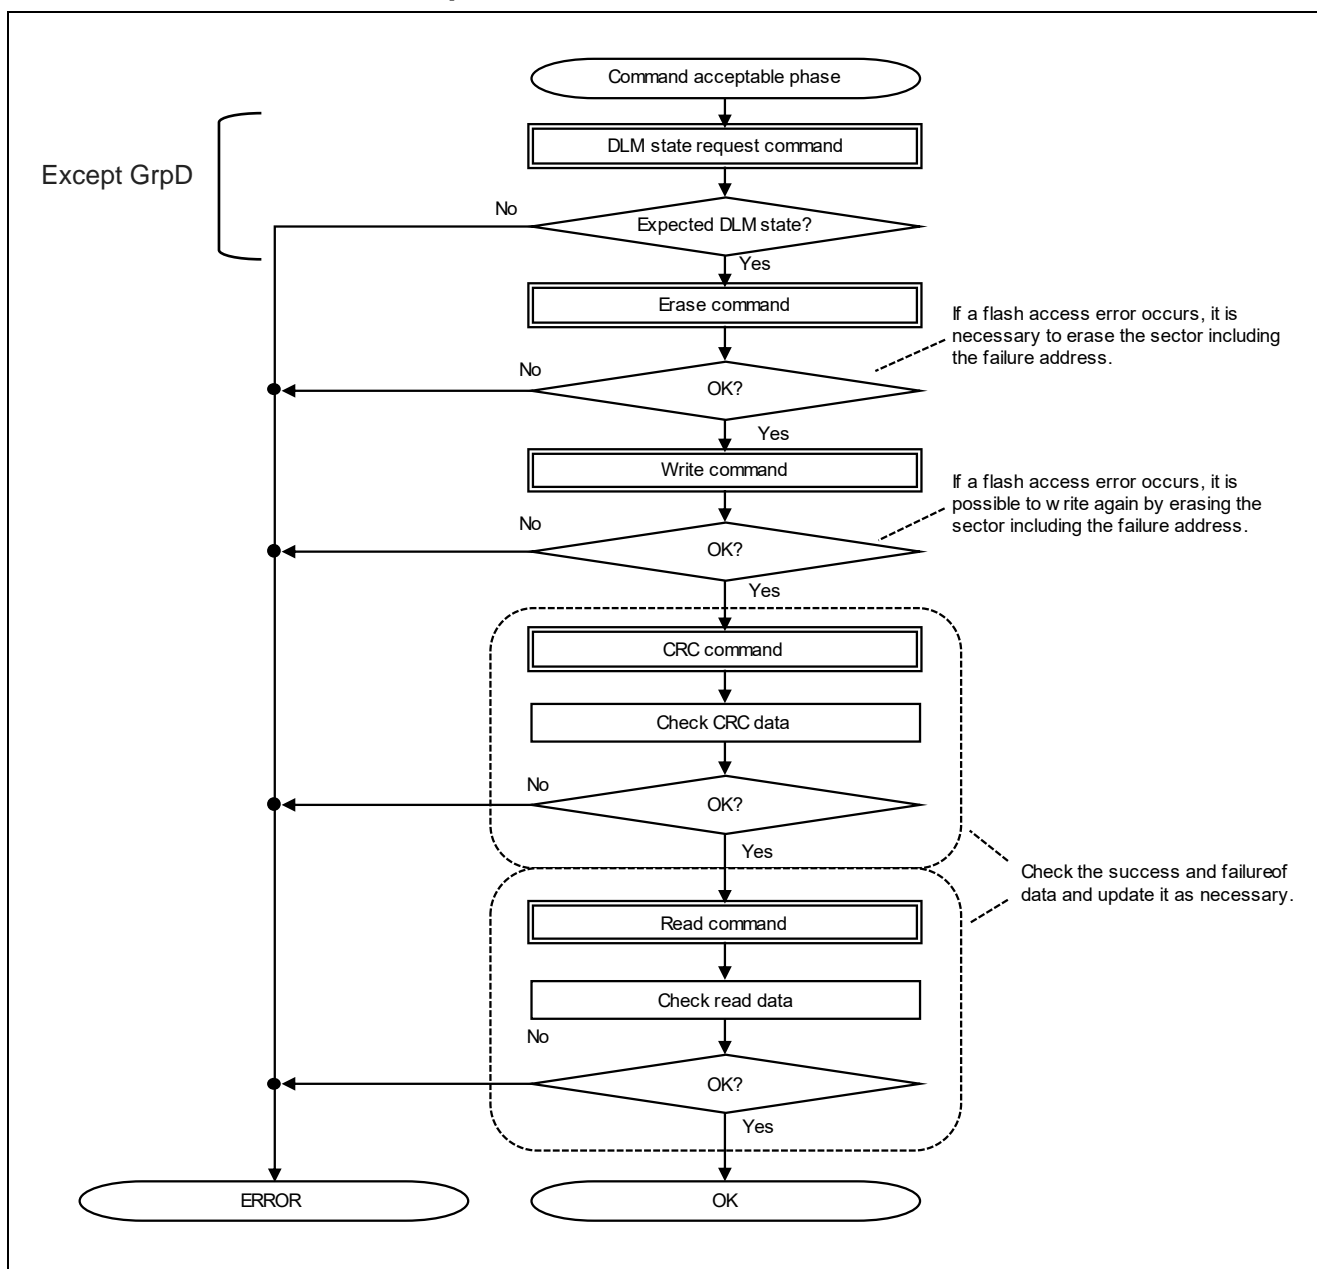 Command acceptable phase
DLM state request command
Except GrpD
No
Expected DLM state?
Yes
Erase command
If a flash access error occurs, it is
necessary to erase the sector including
the failure address.
No
OK?
Yes
Write command
If a flash access error occurs, it is
possible to write again by erasing the
sector including the failure address.
No
OK?
Yes
CRC command
Check CRC data
No
OK?
Yes
Check the success and failureof
data and update it as necessary.
Read command
Check read data
No
OK?
Yes
ERROR
OK